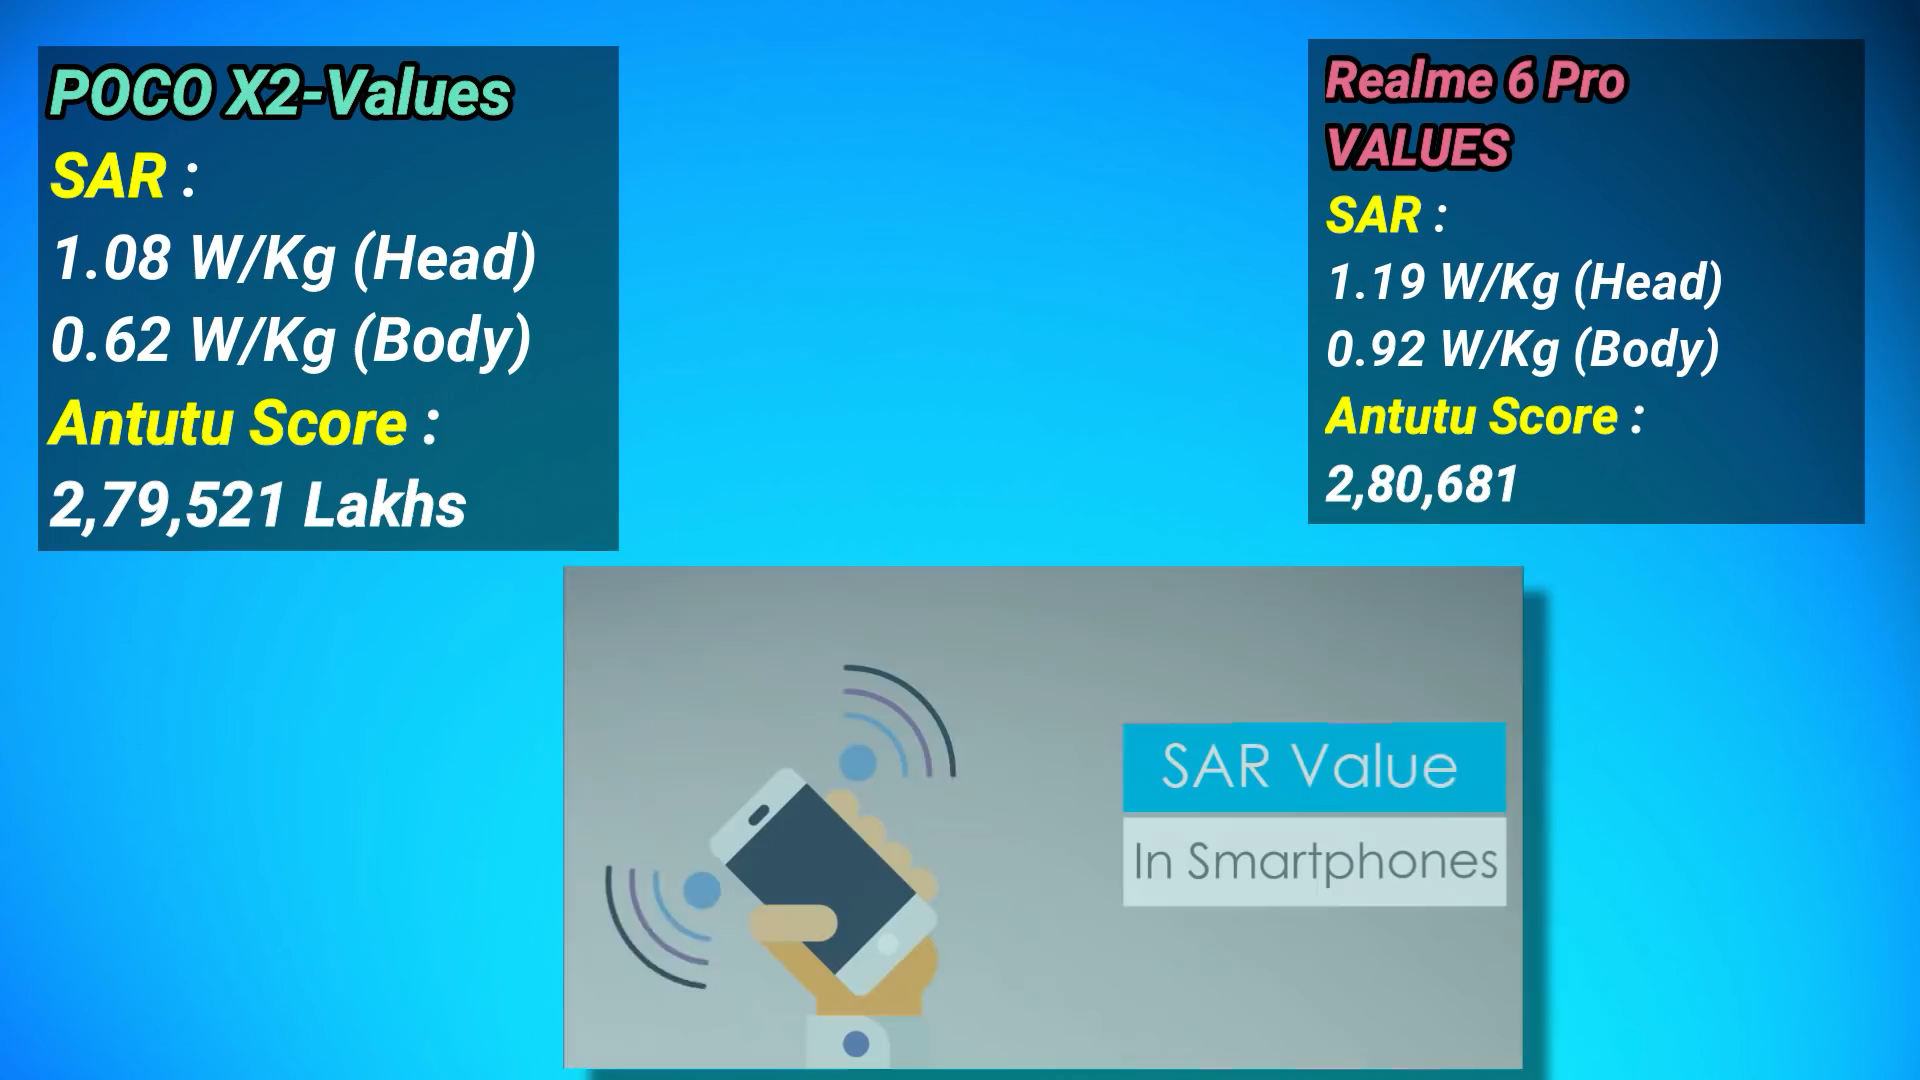 POCO X2-Values
SAR :
1.08 W/Kg (Head)
0.62 W/Kg (Body)
Antutu Score :
2,79,521 Lakhs
Realme 6 Pro
VALUES
SAR :
1.19 W/Kg (Head)
0.92 W/Kg (Body)
Antutu Score :
2,80,681
SAR Value
In Smartphones